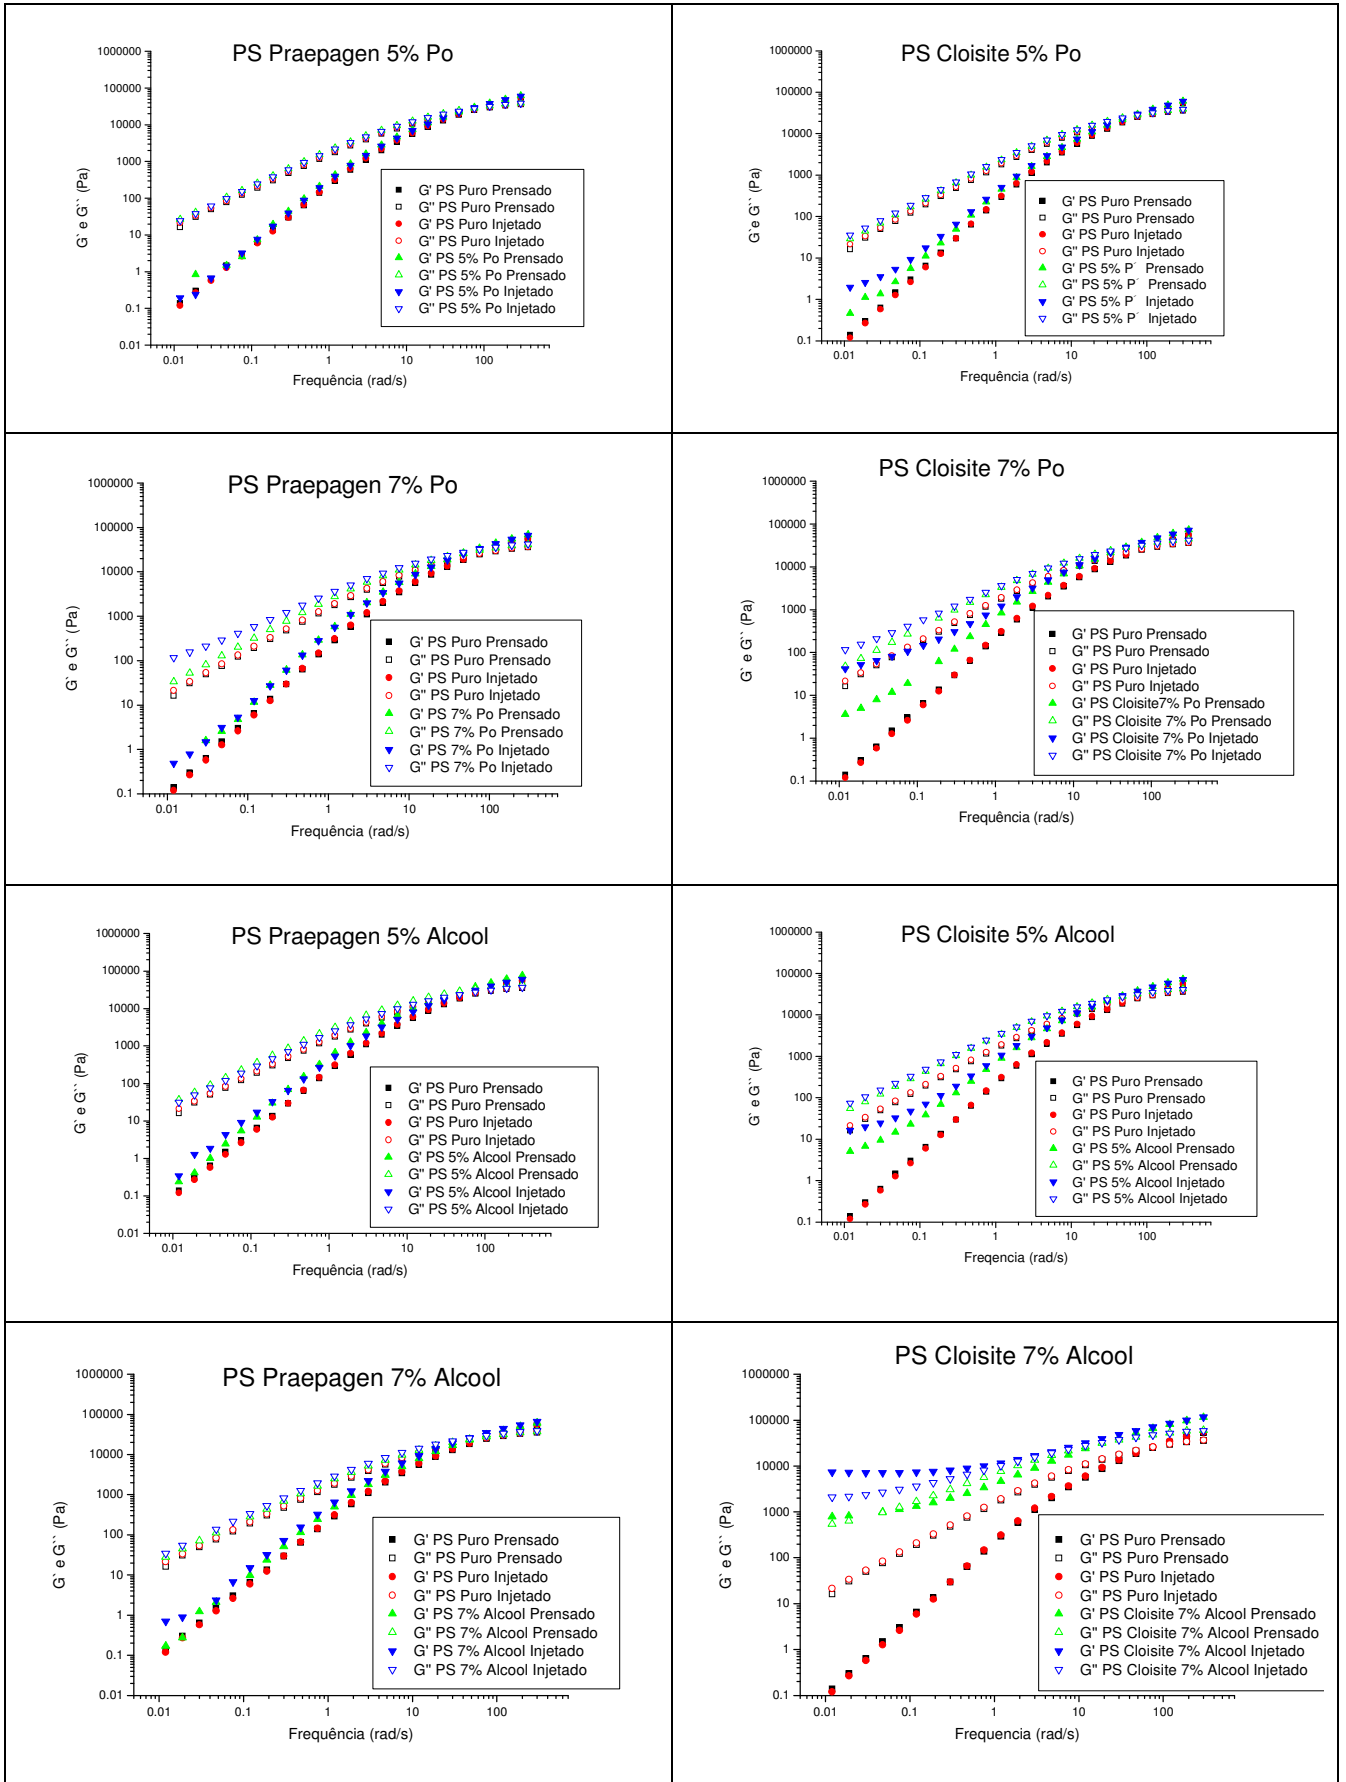 PS Praepagen 5% Po
1000000
100000
10000
1000
100
10
1
0.1
0.01
G` e G`` (Pa)
0.01 0.1 1 10 100
Frequência (rad/s)
G' PS Puro Prensado
G" PS Puro Prensado
G' PS Puro Injetado
G" PS Puro Injetado
G' PS 5% Po Prensado
G" PS 5% Po Prensado
G' PS 5% Po Injetado
G" PS 5% Po Injetado
PS Cloisite 5% Po
1000000
100000
10000
1000
100
10
1
0.1
G`e G`` (Pa)
0.01 0.1 1 10 100
Frequência (rad/s)
G' PS Puro Prensado
G" PS Puro Prensado
G' PS Puro Injetado
G" PS Puro Injetado
G' PS 5% P´ Prensado
G" PS 5% P´ Prensado
G' PS 5% P´ Injetado
G" PS 5% P´ Injetado
PS Praepagen 7% Po
1000000
100000
10000
1000
100
10
1
0.1
G` e G`` (Pa)
0.01 0.1 1 10 100
Frequência (rad/s)
G' PS Puro Prensado
G" PS Puro Prensado
G' PS Puro Injetado
G" PS Puro Injetado
G' PS 7% Po Prensado
G" PS 7% Po Prensado
G' PS 7% Po Injetado
G" PS 7% Po Injetado
PS Cloisite 7% Po
1000000
100000
10000
1000
100
10
1
0.1
G` e G`` (Pa)
0.01 0.1 1 10 100
Frequência (rad/s)
G' PS Puro Prensado
G" PS Puro Prensado
G' PS Puro Injetado
G" PS Puro Injetado
G' PS Cloisite7% Po Prensado
G" PS Cloisite 7% Po Prensado
G' PS Cloisite 7% Po Injetado
G" PS Cloisite 7% Po Injetado
PS Praepagen 5% Alcool
1000000
100000
10000
1000
100
10
1
0.1
0.01
G` e G`` (Pa)
0.01 0.1 1 10 100
Frequência (rad/s)
G' PS Puro Prensado
G" PS Puro Prensado
G' PS Puro Injetado
G" PS Puro Injetado
G' PS 5% Alcool Prensado
G" PS 5% Alcool Prensado
G' PS 5% Alcool Injetado
G" PS 5% Alcool Injetado
PS Cloisite 5% Alcool
1000000
100000
10000
1000
100
10
1
0.1
G` e G`` (Pa)
0.01 0.1 1 10 100
Freqência (rad/s)
G' PS Puro Prensado
G" PS Puro Prensado
G' PS Puro Injetado
G" PS Puro Injetado
G' PS 5% Alcool Prensado
G" PS 5% Alcool Prensado
G' PS 5% Alcool Injetado
G" PS 5% Alcool Injetado
PS Praepagen 7% Alcool
1000000
100000
10000
1000
100
10
1
0.1
0.01
G` e G`` (Pa)
0.01 0.1 1 10 100
Frequência (rad/s)
G' PS Puro Prensado
G" PS Puro Prensado
G' PS Puro Injetado
G" PS Puro Injetado
G' PS 7% Alcool Prensado
G" PS 7% Alcool Prensado
G' PS 7% Alcool Injetado
G" PS 7% Alcool Injetado
PS Cloisite 7% Alcool
1000000
100000
10000
1000
100
10
1
0.1
G` e G`` (Pa)
0.01 0.1 1 10 100
Frequencia (rad/s)
G' PS Puro Prensado
G" PS Puro Prensado
G' PS Puro Injetado
G" PS Puro Injetado
G' PS Cloisite 7% Alcool Prensado
G" PS Cloisite 7% Alcool Prensado
G' PS Cloisite 7% Alcool Injetado
G" PS Cloisite 7% Alcool Injetado